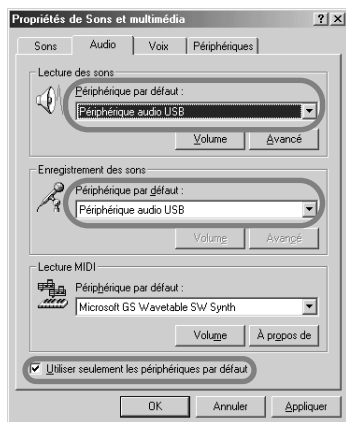 Propriétés de Sons et multimédia
Sons Audio Voix Périphériques
Lecture des sons
Périphérique par défaut :
Périphérique audio USB
Volume Avancé
Enregistrement des sons
Périphérique par défaut :
Périphérique audio USB
Volume Avancé
Lecture MIDI
Périphérique par défaut :
Microsoft GS Wavetable SW Synth
Volume À propos de
Utiliser seulement les périphériques par défaut
OK Annuler Appliquer